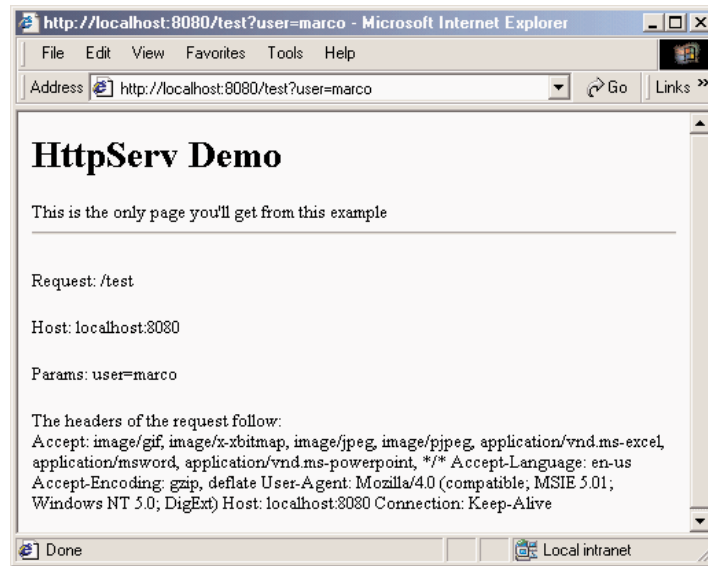 http://localhost:8080/test?user=marco - Microsoft Internet Explorer
File Edit View Favorites Tools Help
Address http://localhost:8080/test?user=marco Go Links »
HttpServ Demo
This is the only page you'll get from this example
Request: /test
Host: localhost:8080
Params: user=marco
The headers of the request follow:
Accept: image/gif, image/x-xbitmap, image/jpeg, image/pjpeg, application/vnd.ms-excel,
application/msword, application/vnd.ms-powerpoint, */* Accept-Language: en-us
Accept-Encoding: gzip, deflate User-Agent: Mozilla/4.0 (compatible; MSIE 5.01;
Windows NT 5.0; DigExt) Host: localhost:8080 Connection: Keep-Alive
Done Local intranet